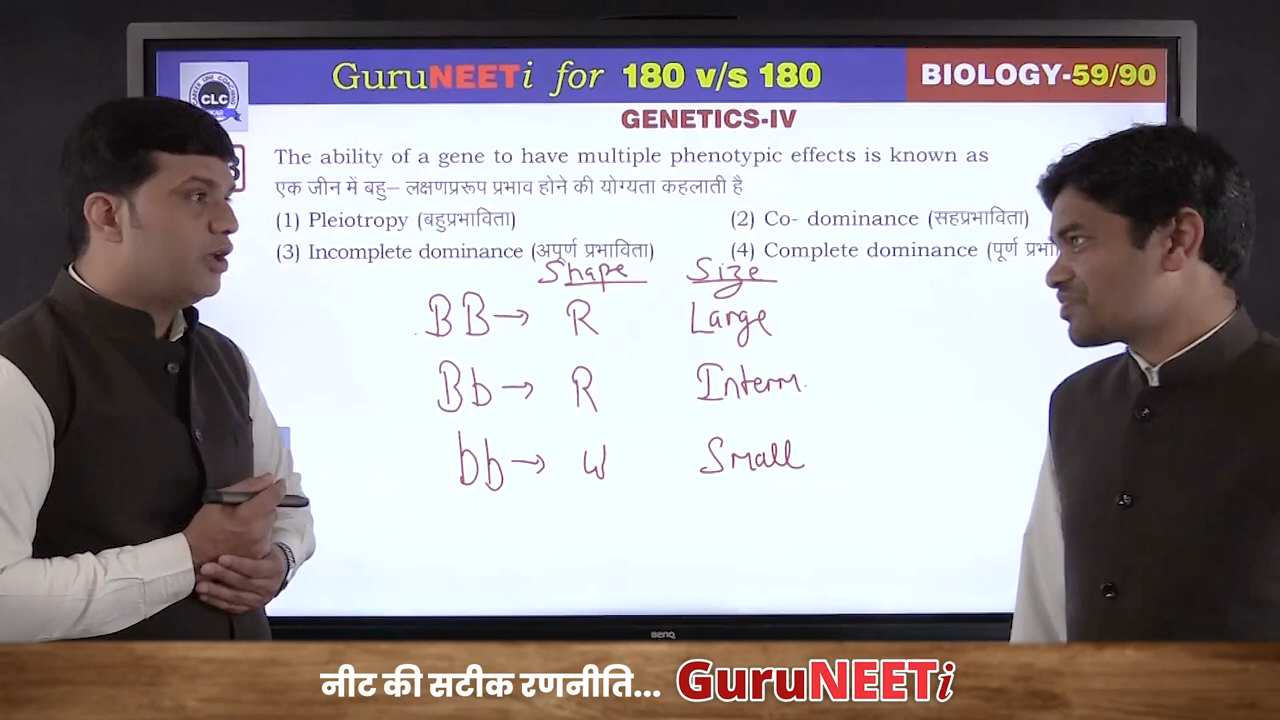 GuruNEETi for 180 v/s 180
BIOLOGY-59/90
CLC
GENETICS-IV
The ability of a gene to have multiple phenotypic effects is known as
एक जीन में बहु– लक्षणप्ररूप प्रभाव होने की योग्यता कहलाती है
(1) Pleiotropy (बहुप्रभाविता)
(2) Co- dominance (सहप्रभाविता)
(3) Incomplete dominance (अपूर्ण प्रभाविता)
(4) Complete dominance (पूर्ण
Shape Size
BB→ R Large
Bb→ R Interm.
bb→ W Small
BenQ
नीट की सटीक रणनीति... GuruNEETi